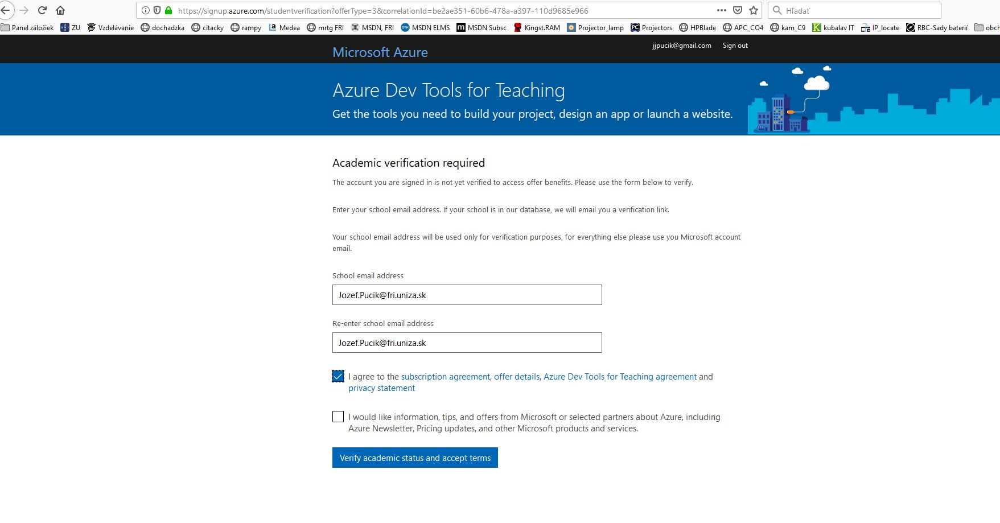 https://signup.azure.com/studentverification?offerType=3&correlationId=be2ae351-60b6-478a-a397-110d9685e966
Hľadať
Panel záložiek ZU Vzdelávanie dochadzka citacky rampy Medea mrtg FRI MSDN, FRI MSDN ELMS MSDN Subsc Kingst.RAM Projector_lamp Projectors HPBlade APC_CO4 kam_C9 kubalav IT IP_locate RBC-Sady baterií obch
Microsoft Azure
jjpucik@gmail.com Sign out
Azure Dev Tools for Teaching
Get the tools you need to build your project, design an app or launch a website.
Academic verification required
The account you are signed in is not yet verified to access offer benefits. Please use the form below to verify.
Enter your school email address. If your school is in our database, we will email you a verification link.
Your school email address will be used only for verification purposes, for everything else please use you Microsoft account
email.
School email address
Jozef.Pucik@fri.uniza.sk
Re-enter school email address
Jozef.Pucik@fri.uniza.sk
I agree to the subscription agreement, offer details, Azure Dev Tools for Teaching agreement and
privacy statement
I would like information, tips, and offers from Microsoft or selected partners about Azure, including
Azure Newsletter, Pricing updates, and other Microsoft products and services.
Verify academic status and accept terms